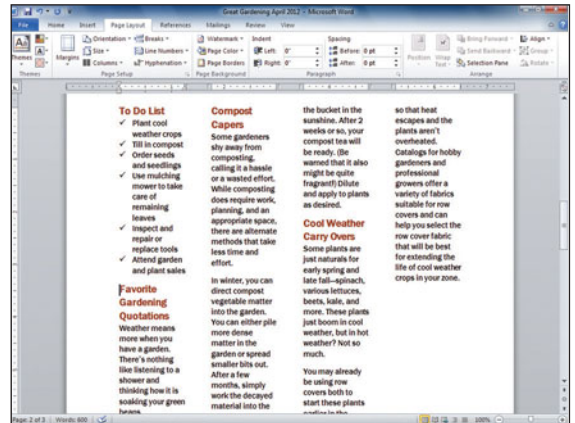 Great Gardening April 2012 - Microsoft Word
File Home Insert Page Layout References Mailings Review View
Themes
Margins
Orientation
Size
Columns
Breaks
Line Numbers
Hyphenation
Watermark
Page Color
Page Borders
Indent
Left: 0"
Right: 0"
Spacing
Before: 0 pt
After: 0 pt
Position
Wrap
Text
Bring Forward
Send Backward
Selection Pane
Align
Group
Rotate
Themes Page Setup Page Background Paragraph Arrange
To Do List
✓ Plant cool
weather crops
✓ Till in compost
✓ Order seeds
and seedlings
✓ Use mulching
mower to take
care of
remaining
leaves
✓ Inspect and
repair or
replace tools
✓ Attend garden
and plant sales
Favorite
Gardening
Quotations
Weather means
more when you
have a garden.
There's nothing
like listening to a
shower and
thinking how it is
soaking your green
beans
Compost
Capers
Some gardeners
shy away from
composting,
calling it a hassle
or a wasted effort.
While composting
does require work,
planning, and an
appropriate space,
there are alternate
methods that take
less time and
effort.
In winter, you can
direct compost
vegetable matter
into the garden.
You can either pile
more dense
matter in the
garden or spread
smaller bits out.
After a few
months, simply
work the decayed
material into the
the bucket in the
sunshine. After 2
weeks or so, your
compost tea will
be ready. (Be
warned that it also
might be quite
fragrant!) Dilute
and apply to plants
as desired.
Cool Weather
Carry Overs
Some plants are
just naturals for
early spring and
late fall—spinach,
various lettuces,
beets, kale, and
more. These plants
just boom in cool
weather, but in hot
weather? Not so
much.
You may already
be using row
covers both to
start these plants
earlier in the
so that heat
escapes and the
plants aren't
overheated.
Catalogs for hobby
gardeners and
professional
growers offer a
variety of fabrics
suitable for row
covers and can
help you select the
row cover fabric
that will be best
for extending the
life of cool weather
crops in your zone.
Page: 2 of 3 Words: 600 100%